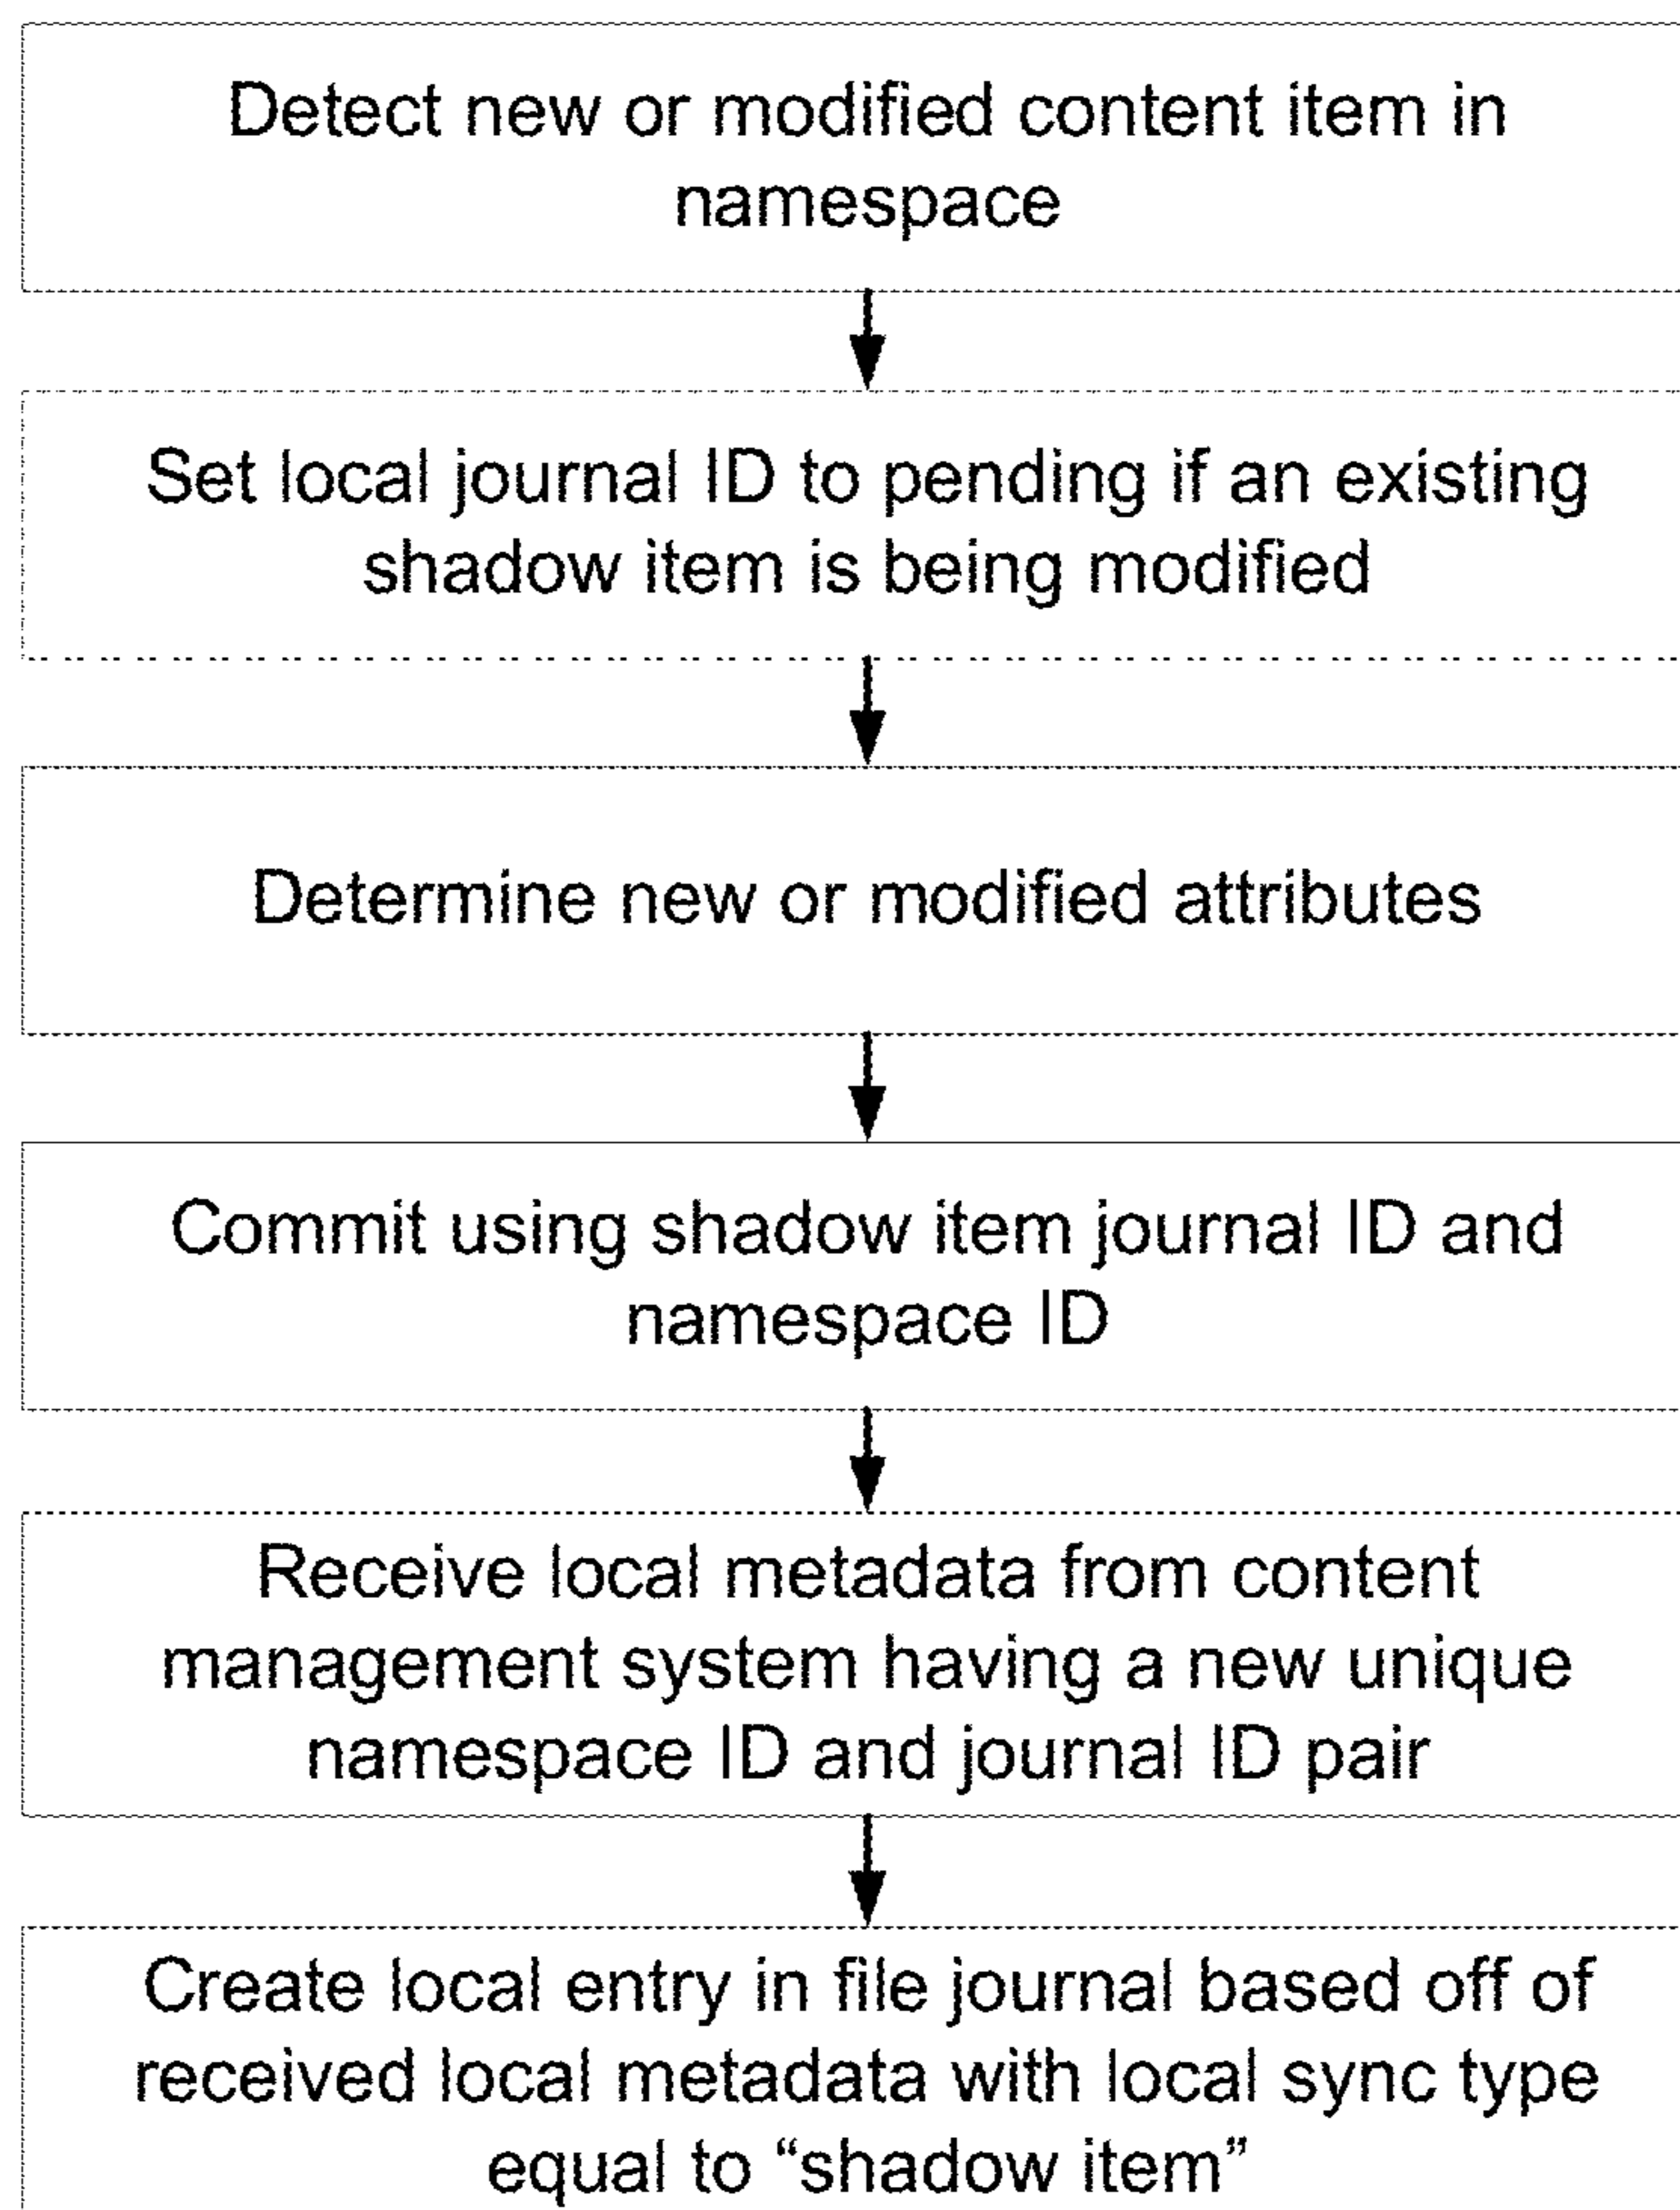 Detect new or modified content item in
namespace
Set local journal ID to pending if an existing
shadow item is being modified
Determine new or modified attributes
Commit using shadow item journal ID and
namespace ID
Receive local metadata from content
management system having a new unique
namespace ID and journal ID pair
Create local entry in file journal based off of
received local metadata with local sync type
equal to “shadow item”